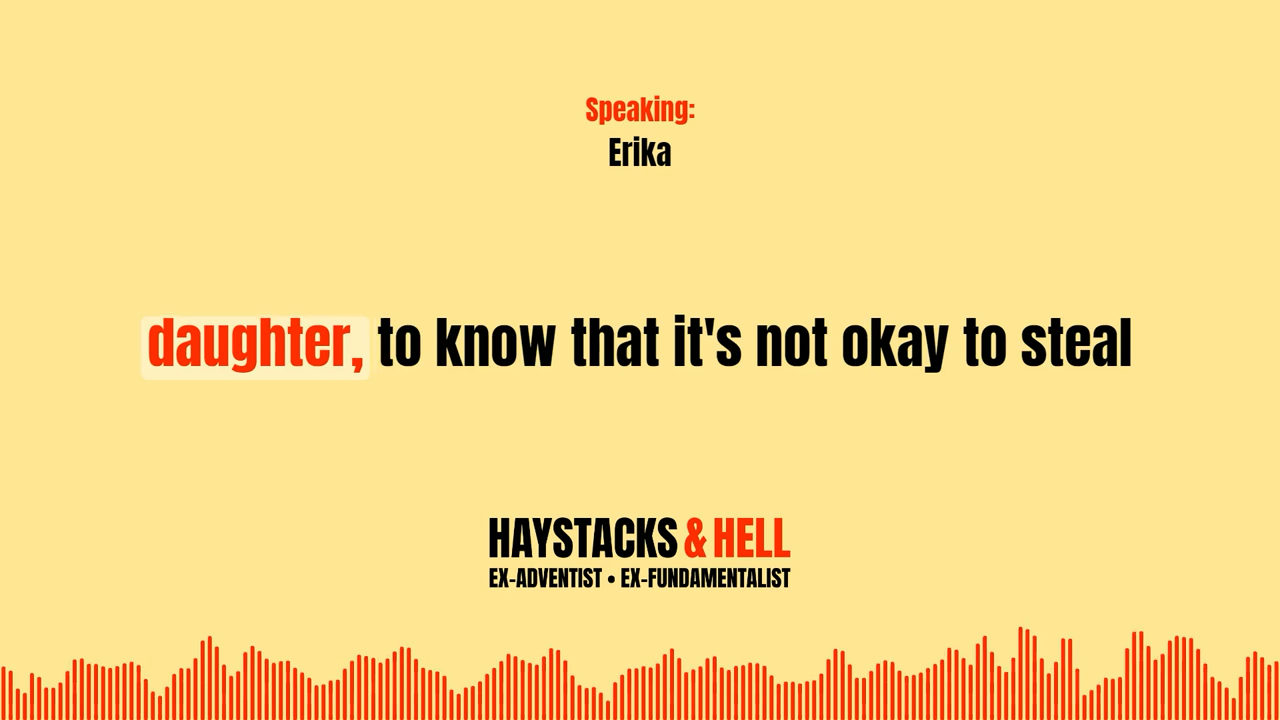 Speaking:
Erika
daughter, to know that it's not okay to steal
HAYSTACKS & HELL
EX-ADVENTIST • EX-FUNDAMENTALIST